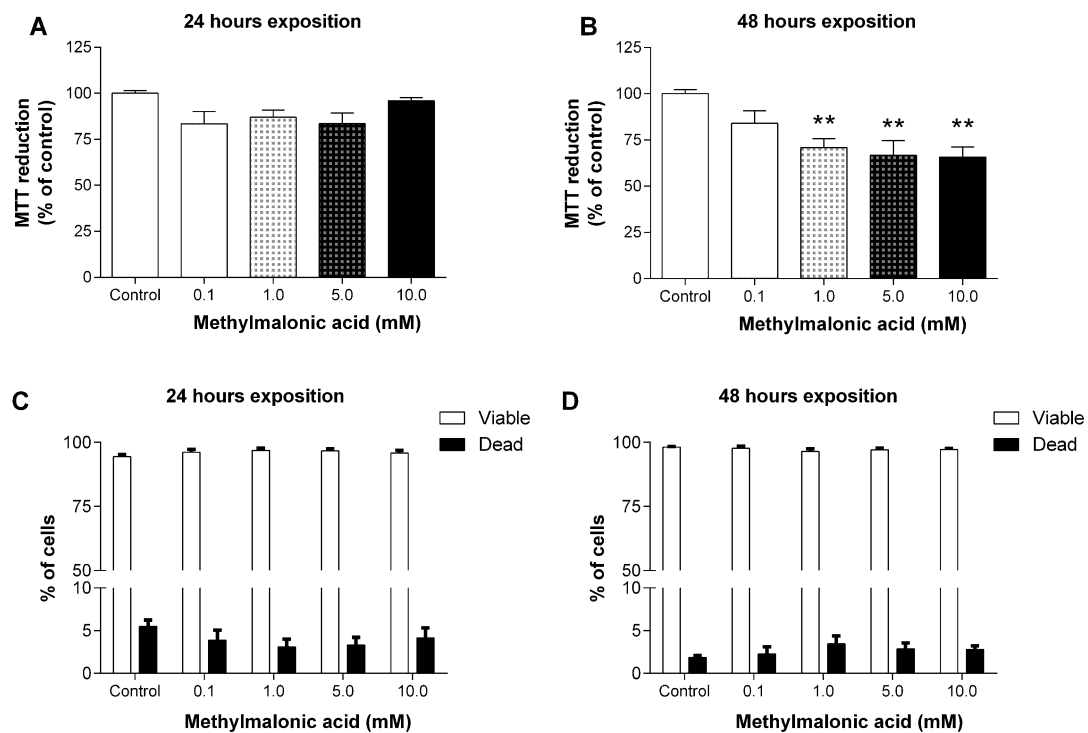 A
24 hours exposition
125
100
75
50
25
0
MTT reduction
(% of control)
Control 0.1 1.0 5.0 10.0
Methylmalonic acid (mM)
B
48 hours exposition
125
100
75
50
25
0
MTT reduction
(% of control)
** ** **
Control 0.1 1.0 5.0 10.0
Methylmalonic acid (mM)
C
24 hours exposition
Viable
Dead
100
75
50
10
5
0
% of cells
Control 0.1 1.0 5.0 10.0
Methylmalonic acid (mM)
D
48 hours exposition
Viable
Dead
100
75
50
10
5
0
% of cells
Control 0.1 1.0 5.0 10.0
Methylmalonic acid (mM)